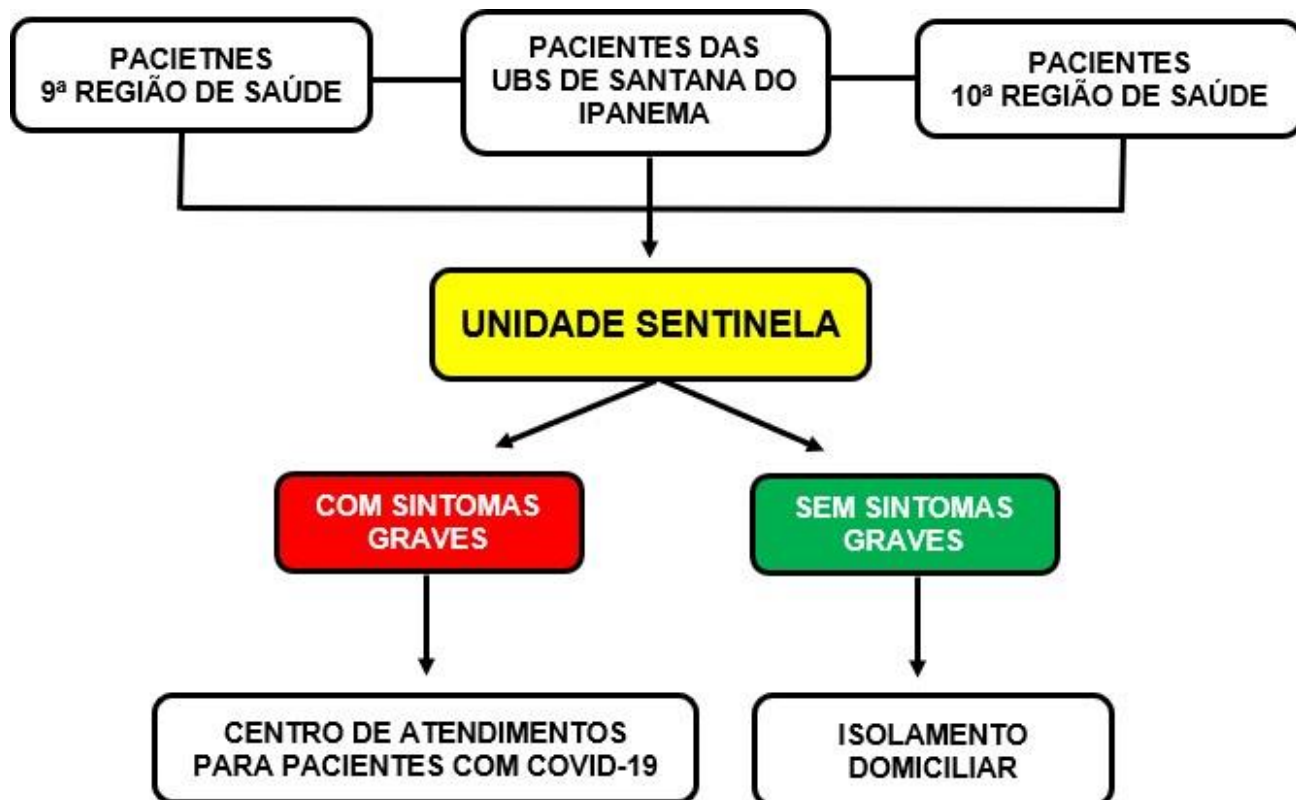 PACIETNES
9ª REGIÃO DE SAÚDE
PACIENTES DAS
UBS DE SANTANA DO
IPANEMA
PACIENTES
10ª REGIÃO DE SAÚDE
UNIDADE SENTINELA
COM SINTOMAS
GRAVES
SEM SINTOMAS
GRAVES
CENTRO DE ATENDIMENTOS
PARA PACIENTES COM COVID-19
ISOLAMENTO
DOMICILIAR